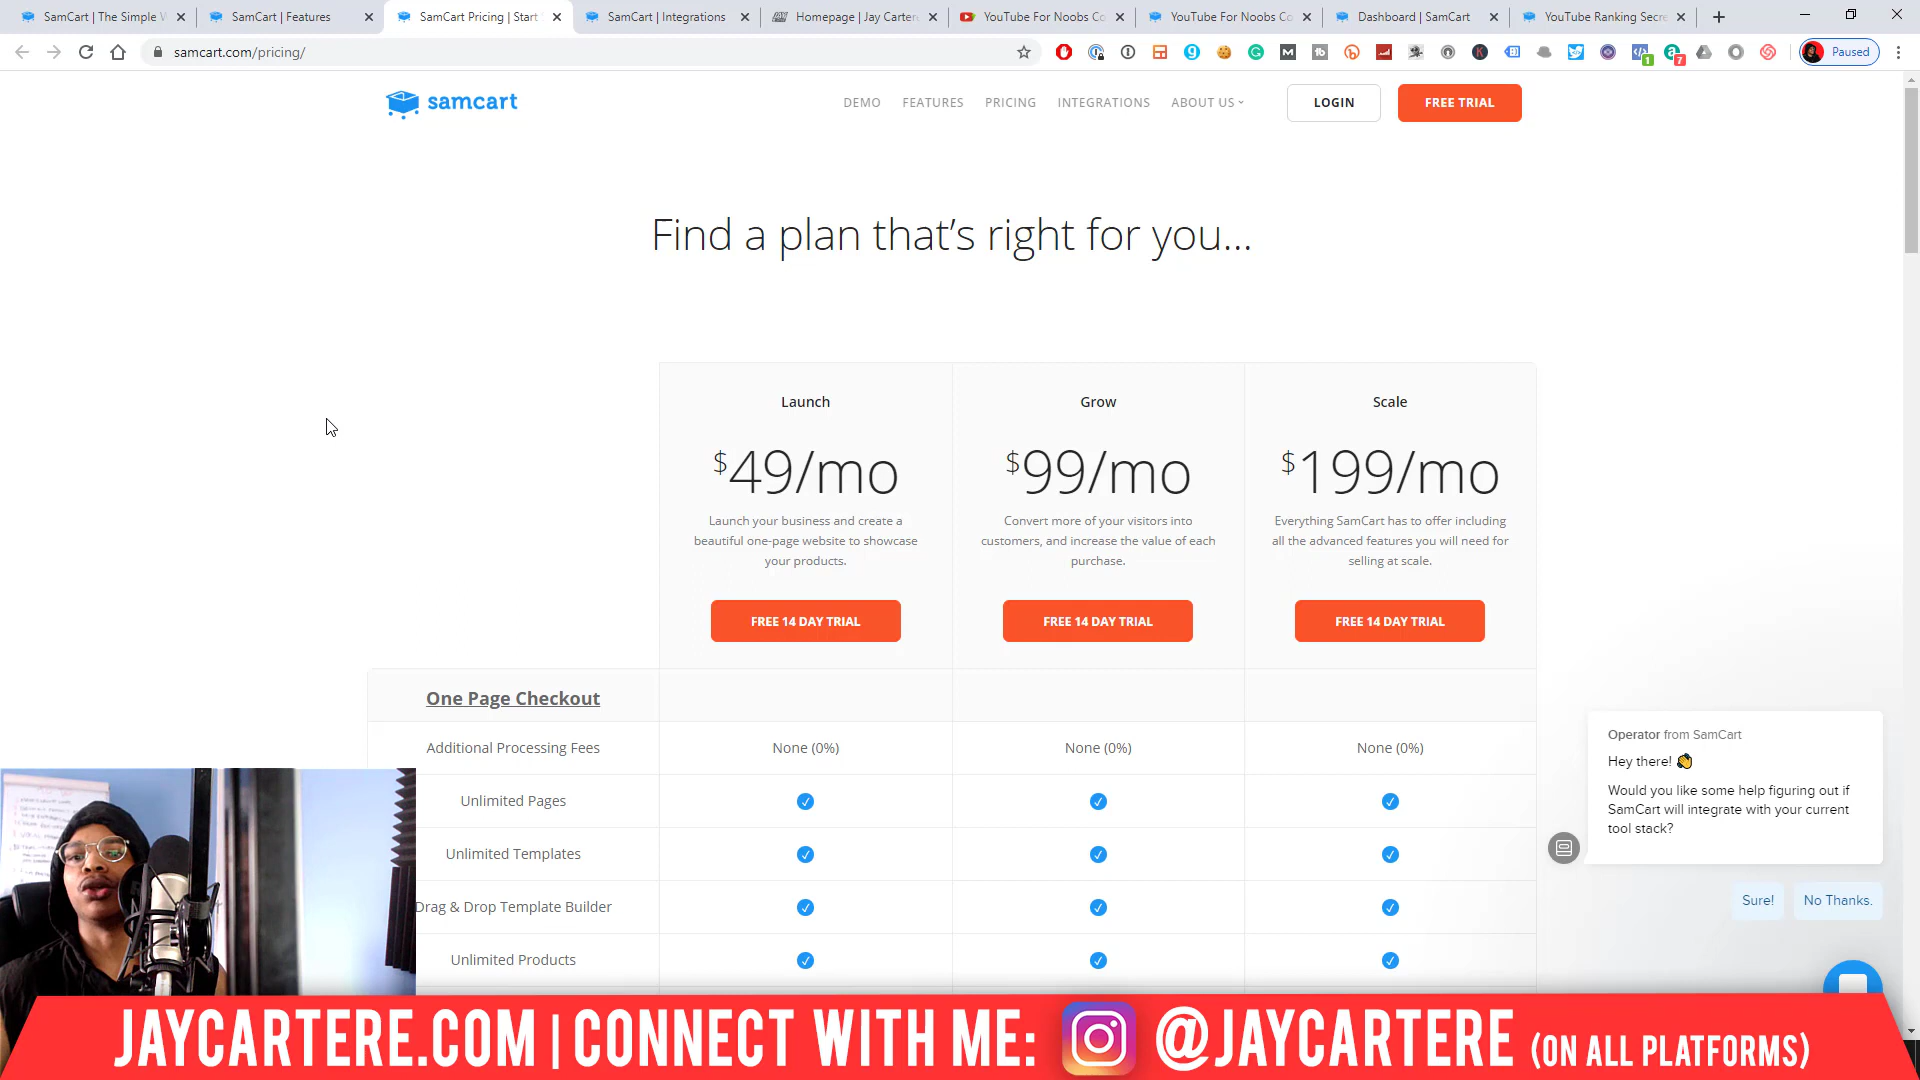 SamCart | The Simple W
SamCart | Features
SamCart Pricing | Start
SamCart | Integrations
Homepage | Jay Carter
YouTube For Noobs Co
YouTube For Noobs Co
Dashboard | SamCart
YouTube Ranking Secre
samcart.com/pricing/
Paused
samcart
DEMO
FEATURES
PRICING
INTEGRATIONS
ABOUT US
LOGIN
FREE TRIAL
Find a plan that's right for you...
Launch
Grow
Scale
$49/mo
$99/mo
$199/mo
Launch your business and create a
beautiful one-page website to showcase
your products.
Convert more of your visitors into
customers, and increase the value of each
purchase.
Everything SamCart has to offer including
all the advanced features you will need for
selling at scale.
FREE 14 DAY TRIAL
FREE 14 DAY TRIAL
FREE 14 DAY TRIAL
One Page Checkout
Additional Processing Fees
None (0%)
None (0%)
None (0%)
Unlimited Pages
Unlimited Templates
Drag & Drop Template Builder
Unlimited Products
Operator from SamCart
Hey there!
Would you like some help figuring out if
SamCart will integrate with your current
tool stack?
Sure!
No Thanks.
JAYCARTERE.COM | CONNECT WITH ME: @JAYCARTERE (ON ALL PLATFORMS)